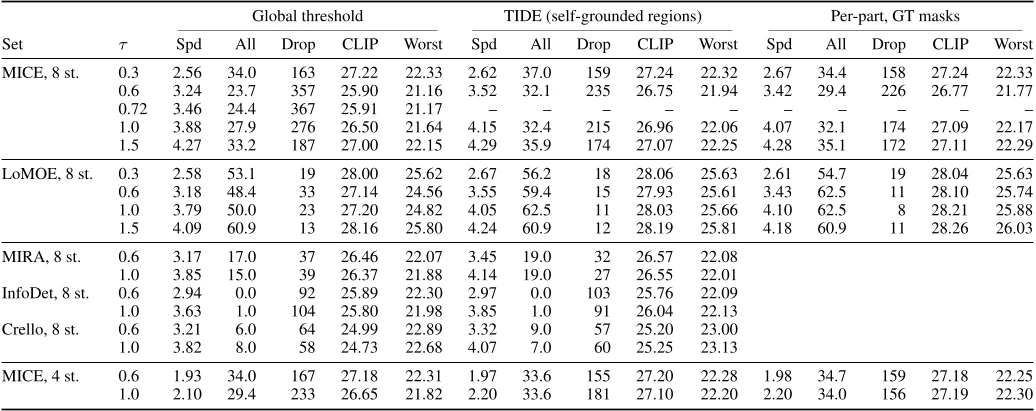 Global threshold TIDE (self-grounded regions) Per-part, GT masks
Set τ Spd All Drop CLIP Worst Spd All Drop CLIP Worst Spd All Drop CLIP Worst
MICE, 8 st. 0.3 2.56 34.0 163 27.22 22.33 2.62 37.0 159 27.24 22.32 2.67 34.4 158 27.24 22.33
0.6 3.24 23.7 357 25.90 21.16 3.52 32.1 235 26.75 21.94 3.42 29.4 226 26.77 21.77
0.72 3.46 24.4 367 25.91 21.17 – – – – – – – – – –
1.0 3.88 27.9 276 26.50 21.64 4.15 32.4 215 26.96 22.06 4.07 32.1 174 27.09 22.17
1.5 4.27 33.2 187 27.00 22.15 4.29 35.9 174 27.07 22.25 4.28 35.1 172 27.11 22.29
LoMOE, 8 st. 0.3 2.58 53.1 19 28.00 25.62 2.67 56.2 18 28.06 25.63 2.61 54.7 19 28.04 25.63
0.6 3.18 48.4 33 27.14 24.56 3.55 59.4 15 27.93 25.61 3.43 62.5 11 28.10 25.74
1.0 3.79 50.0 23 27.20 24.82 4.05 62.5 11 28.03 25.66 4.10 62.5 8 28.21 25.88
1.5 4.09 60.9 13 28.16 25.80 4.24 60.9 12 28.19 25.81 4.18 60.9 11 28.26 26.03
MIRA, 8 st. 0.6 3.17 17.0 37 26.46 22.07 3.45 19.0 32 26.57 22.08
1.0 3.85 15.0 39 26.37 21.88 4.14 19.0 27 26.55 22.01
InfoDet, 8 st. 0.6 2.94 0.0 92 25.89 22.30 2.97 0.0 103 25.76 22.09
1.0 3.63 1.0 104 25.80 21.98 3.85 1.0 91 26.04 22.13
Crello, 8 st. 0.6 3.21 6.0 64 24.99 22.89 3.32 9.0 57 25.20 23.00
1.0 3.82 8.0 58 24.73 22.68 4.07 7.0 60 25.25 23.13
MICE, 4 st. 0.6 1.93 34.0 167 27.18 22.31 1.97 33.6 155 27.20 22.28 1.98 34.7 159 27.18 22.25
1.0 2.10 29.4 233 26.65 21.82 2.20 33.6 181 27.10 22.20 2.20 34.0 156 27.19 22.30